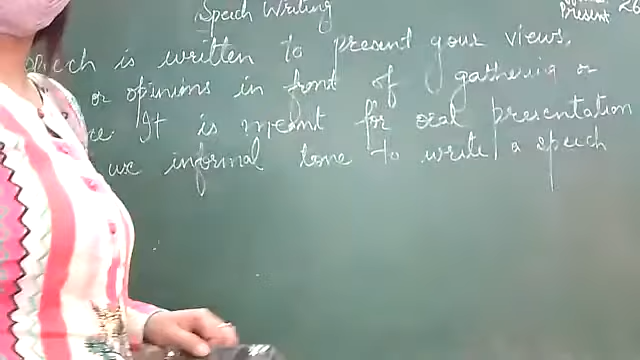 Speech Writing
Present 26
Speech is written to present your views,
or opinions in front of gathering or
It is meant for oral presentation
we informal tone to write a speech